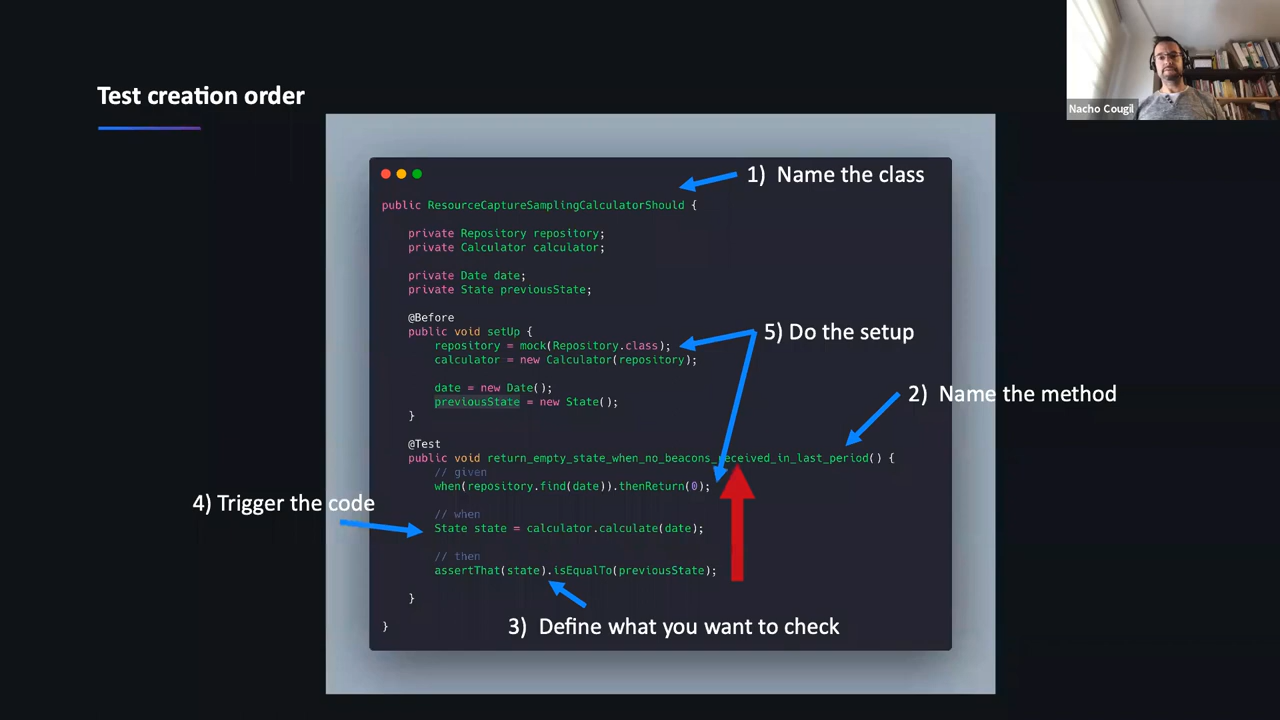 Nacho Cougil
Test creation order
1) Name the class
public ResourceCaptureSamplingCalculatorShould {
private Repository repository;
private Calculator calculator;
private Date date;
private State previousState;
@Before
public void setUp {
repository = mock(Repository.class);
calculator = new Calculator(repository);
5) Do the setup
date = new Date();
previousState = new State();
}
2) Name the method
@Test
public void return_empty_state_when_no_beacons_received_in_last_period() {
// given
when(repository.find(date)).thenReturn(0);
4) Trigger the code
// when
State state = calculator.calculate(date);
// then
assertThat(state).isEqualTo(previousState);
}
3) Define what you want to check
}